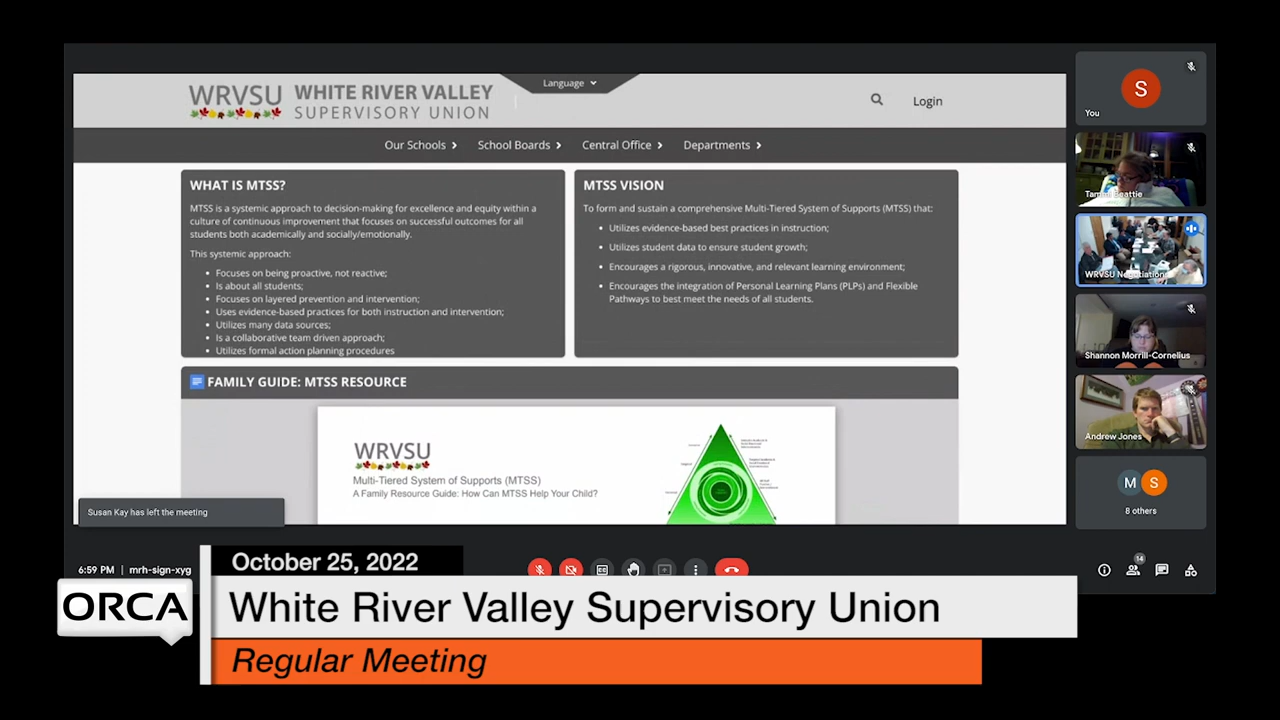 WRVSU
WHITE RIVER VALLEY
SUPERVISORY UNION
Language
Login
Our Schools
School Boards
Central Office
Departments
WHAT IS MTSS?
MTSS is a systemic approach to decision-making for excellence and equity within a
culture of continuous improvement that focuses on successful outcomes for all
students both academically and socially/emotionally.
This systemic approach:
• Focuses on being proactive, not reactive;
• Is about all students;
• Focuses on layered prevention and intervention;
• Uses evidence-based practices for both instruction and intervention;
• Utilizes many data sources;
• Is a collaborative team driven approach;
• Utilizes formal action planning procedures
MTSS VISION
To form and sustain a comprehensive Multi-Tiered System of Supports (MTSS) that:
• Utilizes evidence-based best practices in instruction;
• Utilizes student data to ensure student growth;
• Encourages a rigorous, innovative, and relevant learning environment;
• Encourages the integration of Personal Learning Plans (PLPs) and Flexible
Pathways to best meet the needs of all students.
FAMILY GUIDE: MTSS RESOURCE
WRVSU
Multi-Tiered System of Supports (MTSS)
A Family Resource Guide: How Can MTSS Help Your Child?
Susan Kay has left the meeting
S
You
Beattie
WRVSU Negotiations
Shannon Morrill-Cornelius
Andrew Jones
M S
8 others
6:59 PM | mrh-sign-xyg
14
October 25, 2022
ORCA
White River Valley Supervisory Union
Regular Meeting